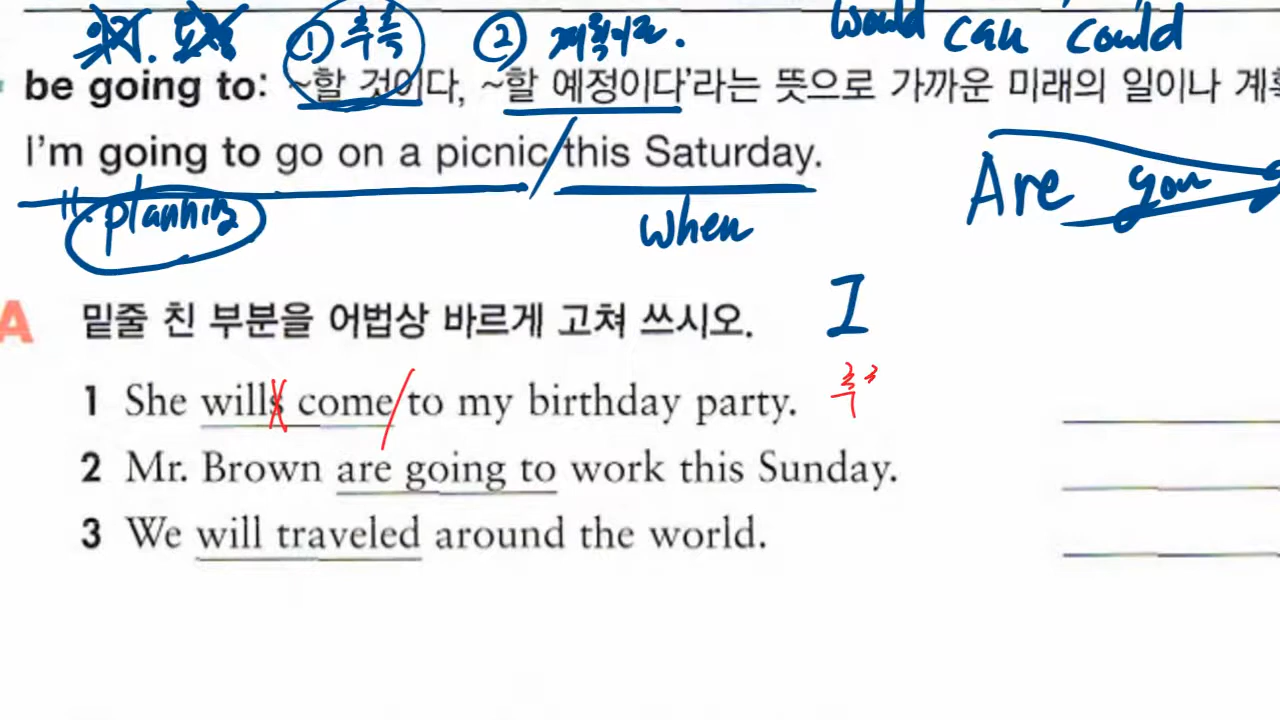 would can could
① 추측 ② 계획
be going to: ~할 것이다, ~할 예정이다'라는 뜻으로 가까운 미래의 일이나
I'm going to go on a picnic / this Saturday.
planning
when
Are you
A 밑줄 친 부분을 어법상 바르게 고쳐 쓰시오. I
1 She wills come / to my birthday party.
2 Mr. Brown are going to work this Sunday.
3 We will traveled around the world.